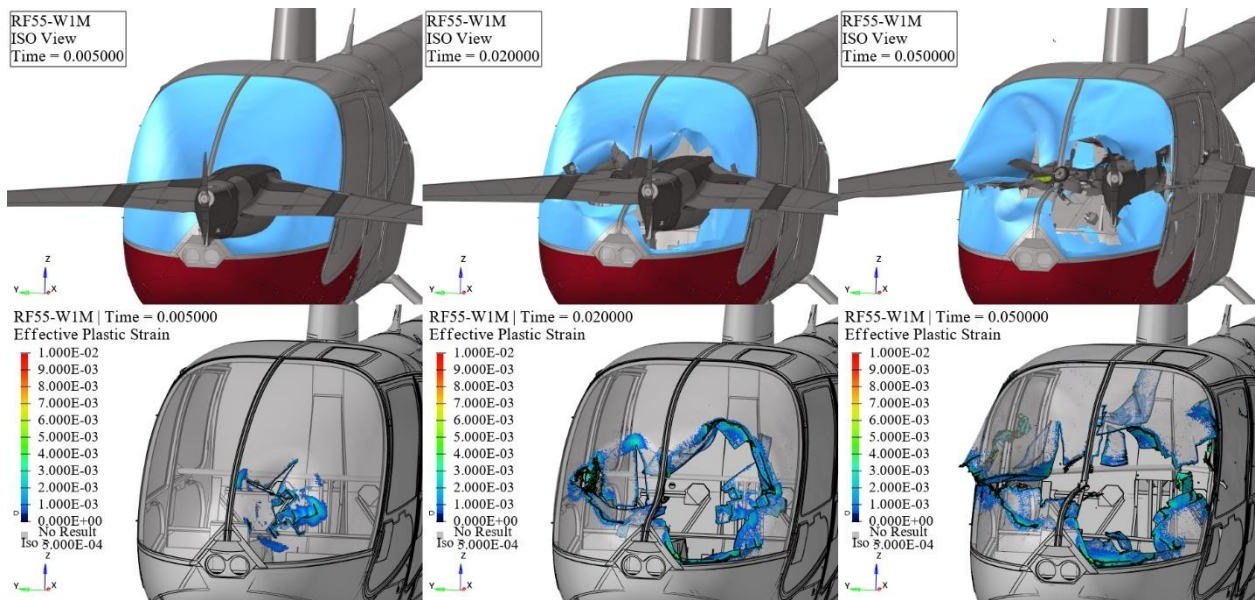 RF55-W1M
ISO View
Time = 0.005000
Z
Y X
RF55-W1M
ISO View
Time = 0.020000
Z
Y X
RF55-W1M
ISO View
Time = 0.050000
Z
Y X
RF55-W1M | Time = 0.005000
Effective Plastic Strain
1.000E-02
9.000E-03
8.000E-03
7.000E-03
6.000E-03
5.000E-03
4.000E-03
3.000E-03
2.000E-03
1.000E-03
0.000E+00
No Result
Iso 5.000E-04
Z
Y X
RF55-W1M | Time = 0.020000
Effective Plastic Strain
1.000E-02
9.000E-03
8.000E-03
7.000E-03
6.000E-03
5.000E-03
4.000E-03
3.000E-03
2.000E-03
1.000E-03
0.000E+00
No Result
Iso 5.000E-04
Z
Y X
RF55-W1M | Time = 0.050000
Effective Plastic Strain
1.000E-02
9.000E-03
8.000E-03
7.000E-03
6.000E-03
5.000E-03
4.000E-03
3.000E-03
2.000E-03
1.000E-03
0.000E+00
No Result
Iso 5.000E-04
Z
Y X